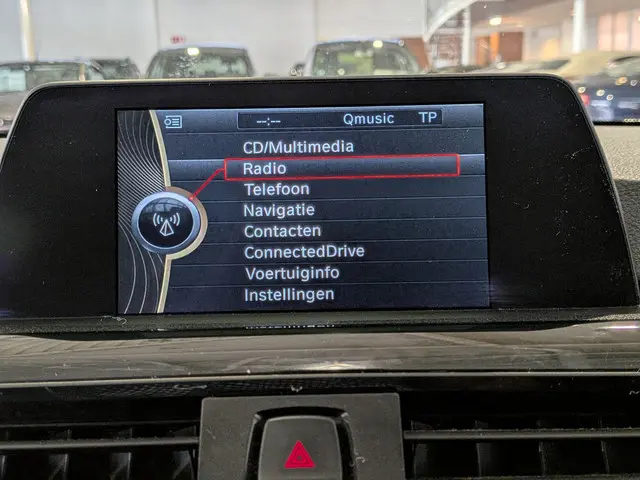 --:-- Qmusic TP
CD/Multimedia
Radio
Telefoon
Navigatie
Contacten
ConnectedDrive
Voertuiginfo
Instellingen